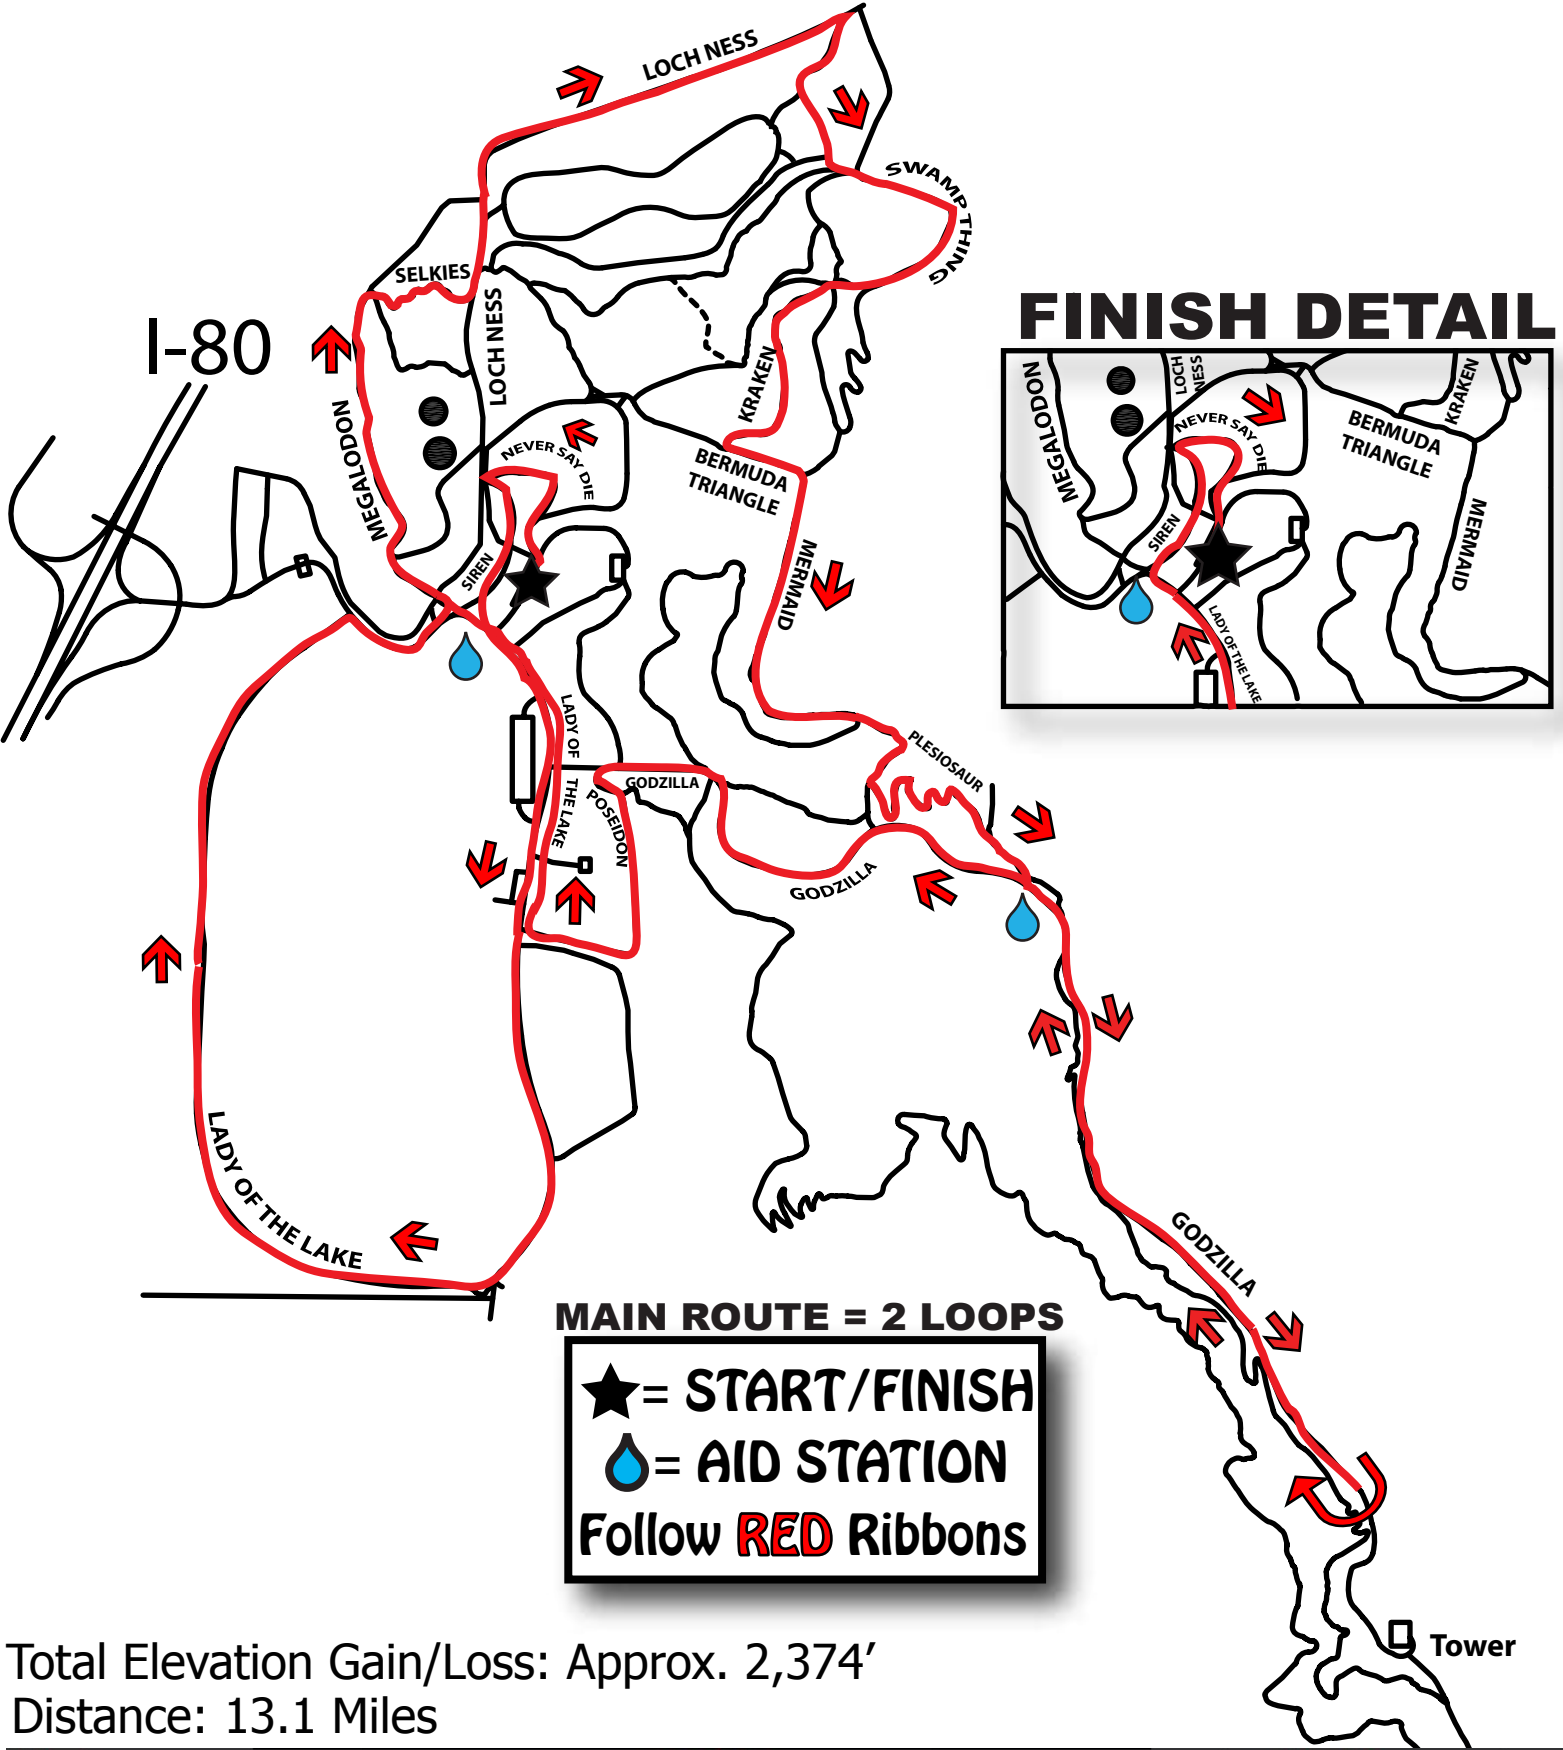 LOCH NESS
SWAMP THING
SELKIES
LOCH NESS
I-80
FINISH DETAIL
KRAKEN
MEGALODON
NEVER SAY DIE
BERMUDA
TRIANGLE
SIREN
MERMAID
LOCH
NESS
MEGALODON
NEVER SAY DIE
KRAKEN
BERMUDA
TRIANGLE
SIREN
MERMAID
LADY OF THE LAKE
LADY OF THE LAKE
GODZILLA
POSEIDON
PLESIOSAUR
GODZILLA
LADY OF THE LAKE
GODZILLA
MAIN ROUTE = 2 LOOPS
= START/FINISH
= AID STATION
Follow RED Ribbons
Tower
Total Elevation Gain/Loss: Approx. 2,374′
Distance: 13.1 Miles